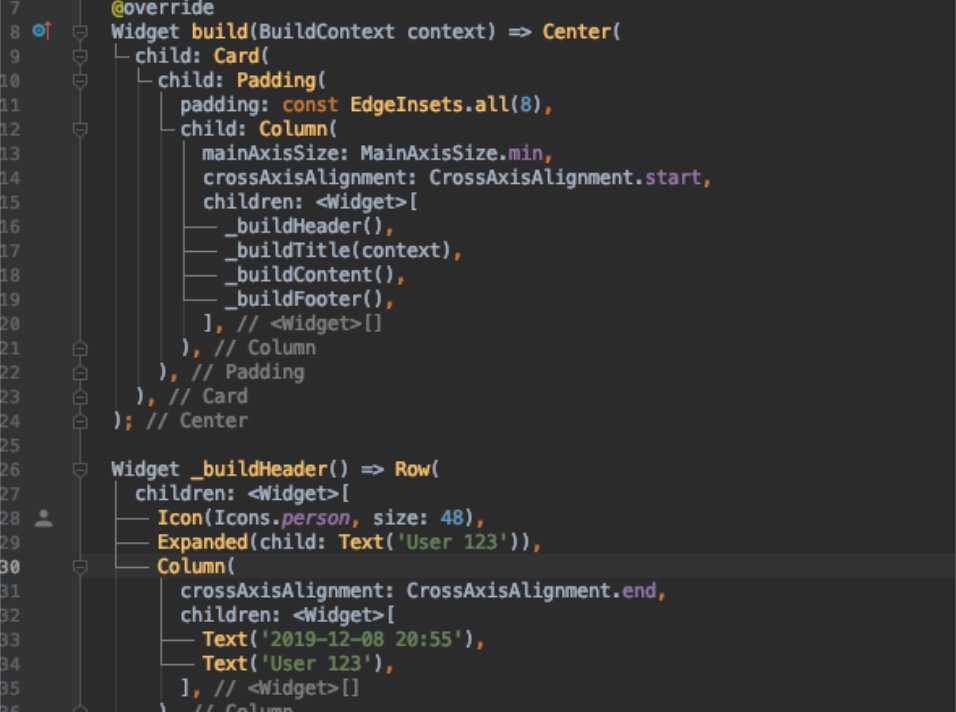 7 @override
8 Widget build(BuildContext context) => Center(
9 child: Card(
10 child: Padding(
11 padding: const EdgeInsets.all(8),
12 child: Column(
13 mainAxisSize: MainAxisSize.min,
14 crossAxisAlignment: CrossAxisAlignment.start,
15 children: <Widget>[
16 _buildHeader(),
17 _buildTitle(context),
18 _buildContent(),
19 _buildFooter(),
20 ], // <Widget>[]
21 ), // Column
22 ), // Padding
23 ), // Card
24 ); // Center
25
26 Widget _buildHeader() => Row(
27 children: <Widget>[
28 Icon(Icons.person, size: 48),
29 Expanded(child: Text('User 123')),
30 Column(
31 crossAxisAlignment: CrossAxisAlignment.end,
32 children: <Widget>[
33 Text('2019-12-08 20:55'),
34 Text('User 123'),
35 ], // <Widget>[]
36 ), // Column